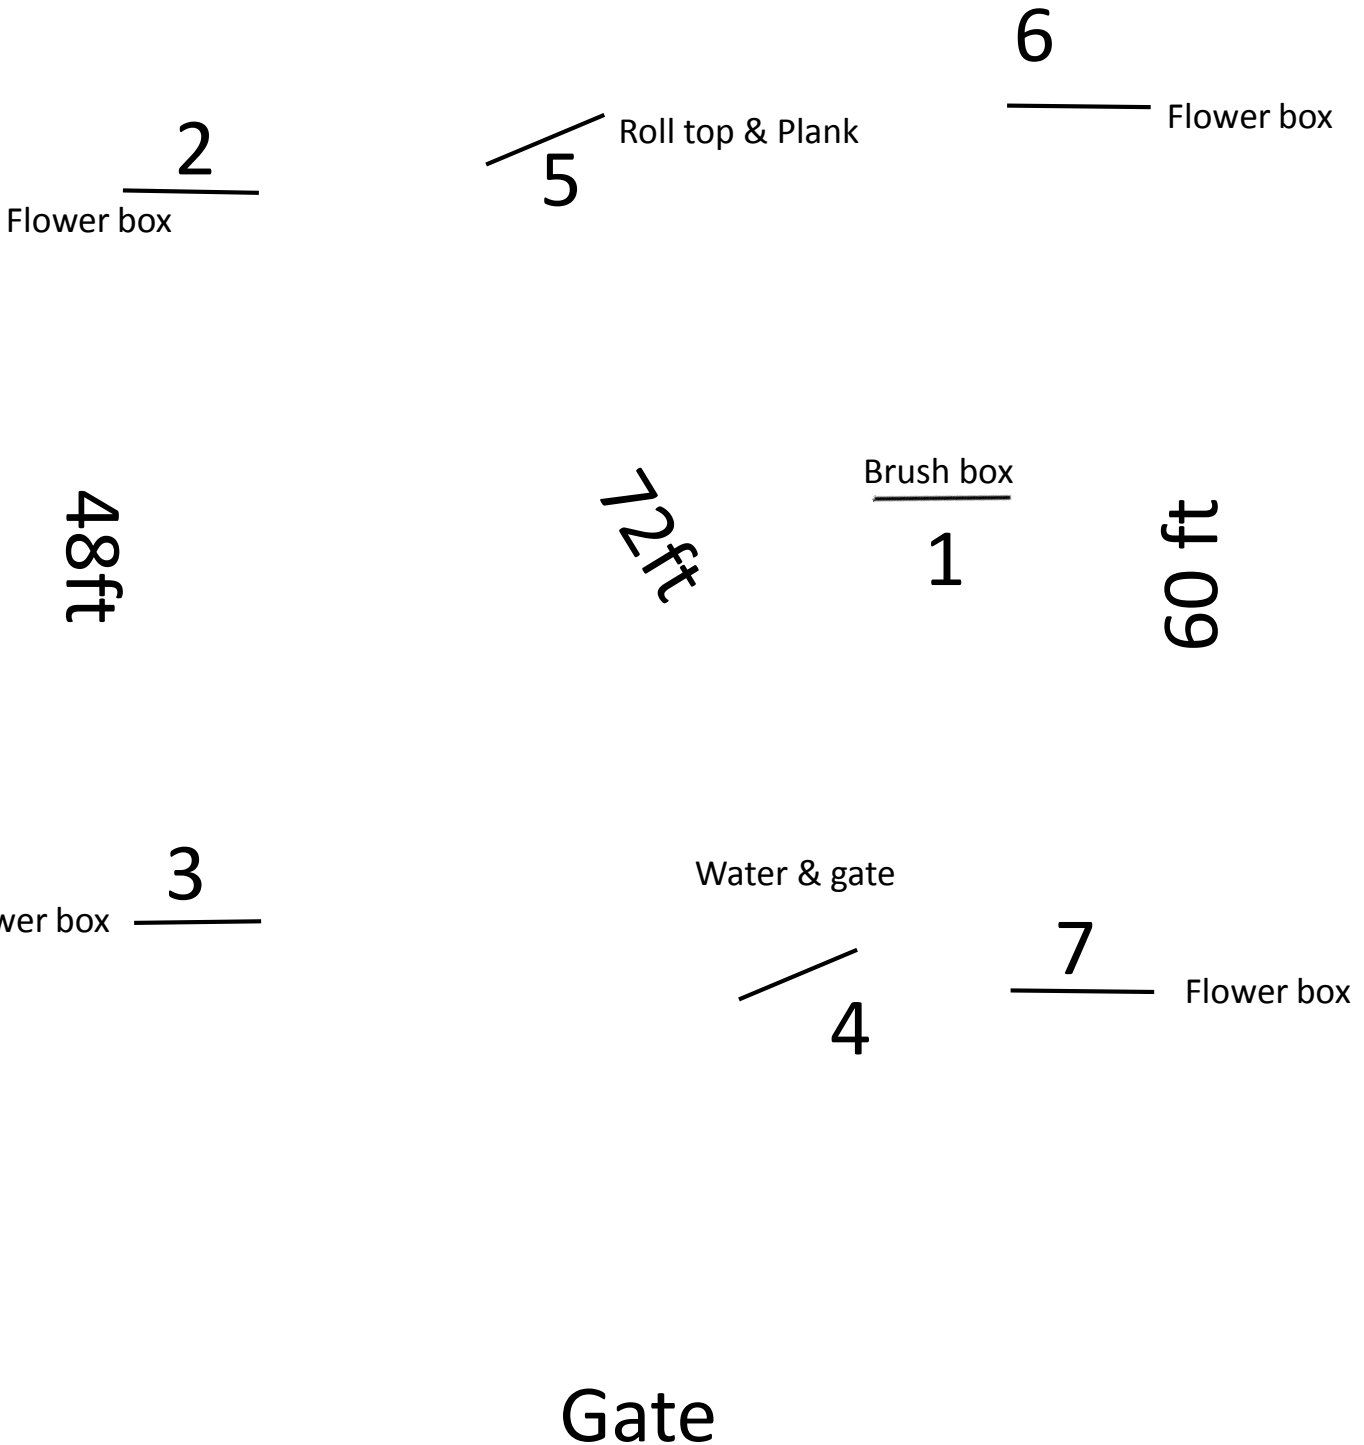 6
Flower box
2
Roll top & Plank
5
Flower box
Brush box
48ft
72ft
1
60 ft
3
Water & gate
wer box
7
Flower box
4
Gate